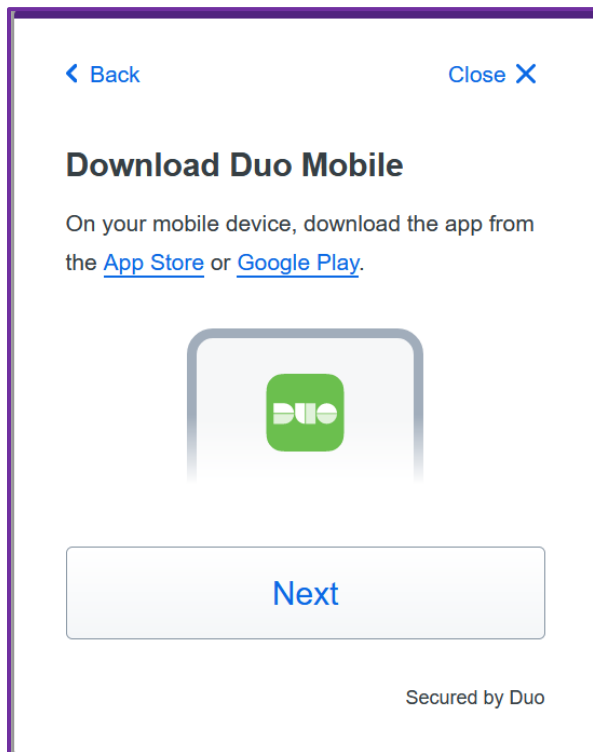 Back
Close
Download Duo Mobile
On your mobile device, download the app from
the App Store or Google Play.
DUO
Next
Secured by Duo